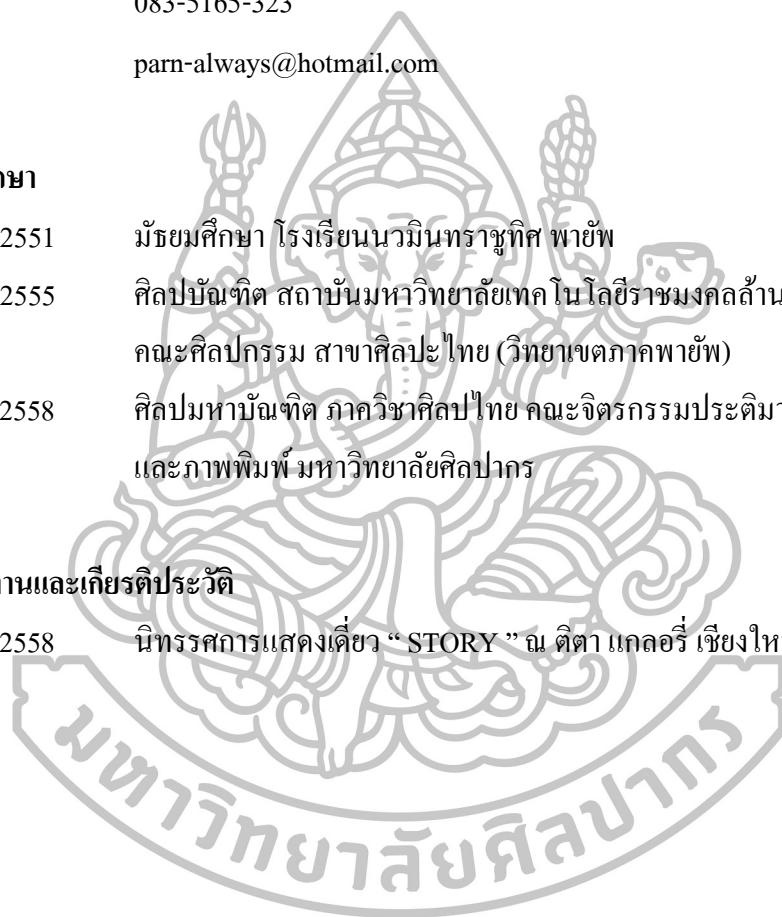 083-5165-323
parn-always@hotmail.com
2551 มัธยมศึกษา โรงเรียนนวมินทราชูทิศ พายัพ
2555 ศิลปบัณฑิต สถาบันมหาวิทยาลัยเทคโนโลยีราชมงคลล้าน
คณะศิลปกรรม สาขาศิลปะไทย (วิทยาเขตภาคพายัพ)
2558 ศิลปมหาบัณฑิต ภาควิชาศิลปไทย คณะจิตรกรรมประติมา
และภาพพิมพ์ มหาวิทยาลัยศิลปากร
านและเกียรติประวัติ
2558 นิทรรศการแสดงเดี่ยว “ STORY ” ณ ติตา แกลอรี่ เชียงให
มหาวิทยาลัยศิลปากร